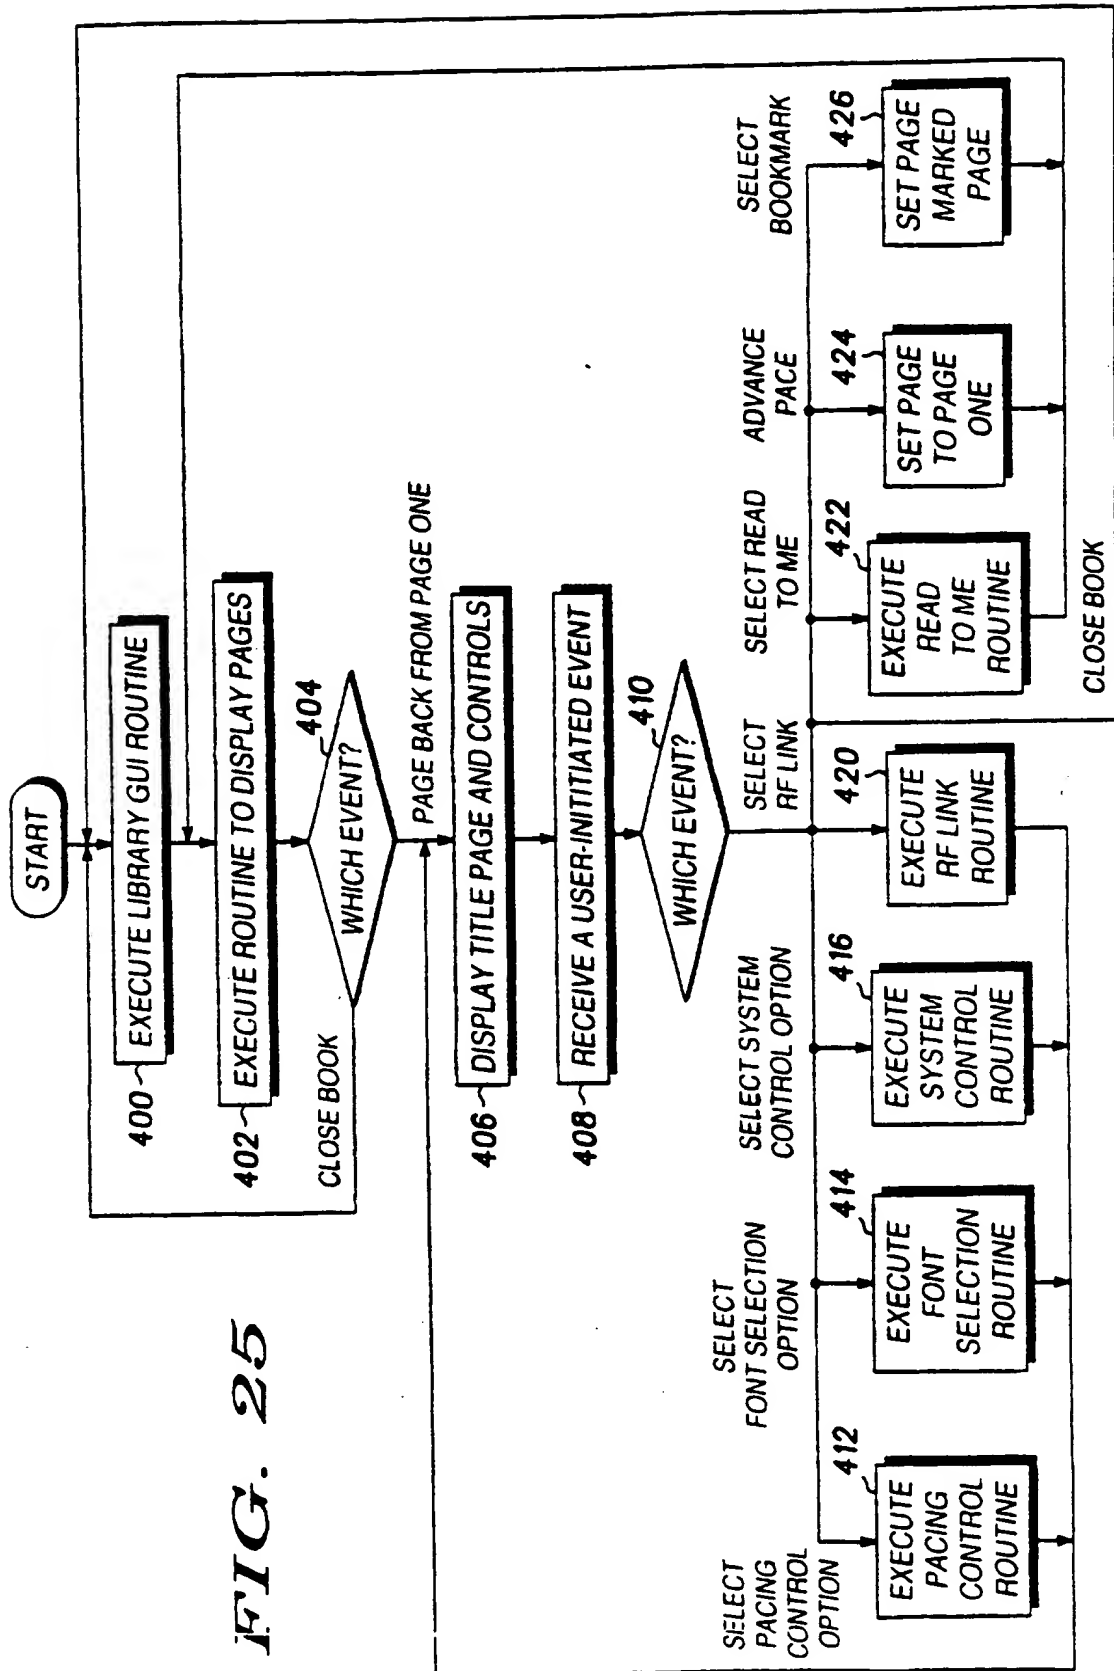 FIG. 25
START
400
EXECUTE LIBRARY GUI ROUTINE
402
EXECUTE ROUTINE TO DISPLAY PAGES
404
WHICH EVENT?
CLOSE BOOK
PAGE BACK FROM PAGE ONE
406
DISPLAY TITLE PAGE AND CONTROLS
408
RECEIVE A USER-INITITATED EVENT
410
WHICH EVENT?
SELECT
PACING
CONTROL
OPTION
412
EXECUTE
PACING
CONTROL
ROUTINE
SELECT
FONT SELECTION
OPTION
414
EXECUTE
FONT
SELECTION
ROUTINE
SELECT SYSTEM
CONTROL OPTION
416
EXECUTE
SYSTEM
CONTROL
ROUTINE
SELECT
RF LINK
420
EXECUTE
RF LINK
ROUTINE
SELECT READ
TO ME
422
EXECUTE
READ
TO ME
ROUTINE
ADVANCE
PACE
424
SET PAGE
TO PAGE
ONE
SELECT
BOOKMARK
426
SET PAGE
MARKED
PAGE
CLOSE BOOK